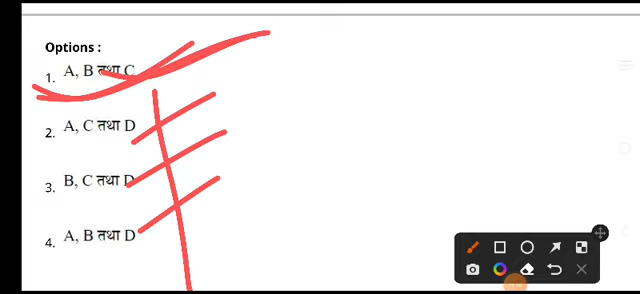 Options :
1. A, B तथा C
2. A, C तथा D
3. B, C तथा D
4. A, B तथा D